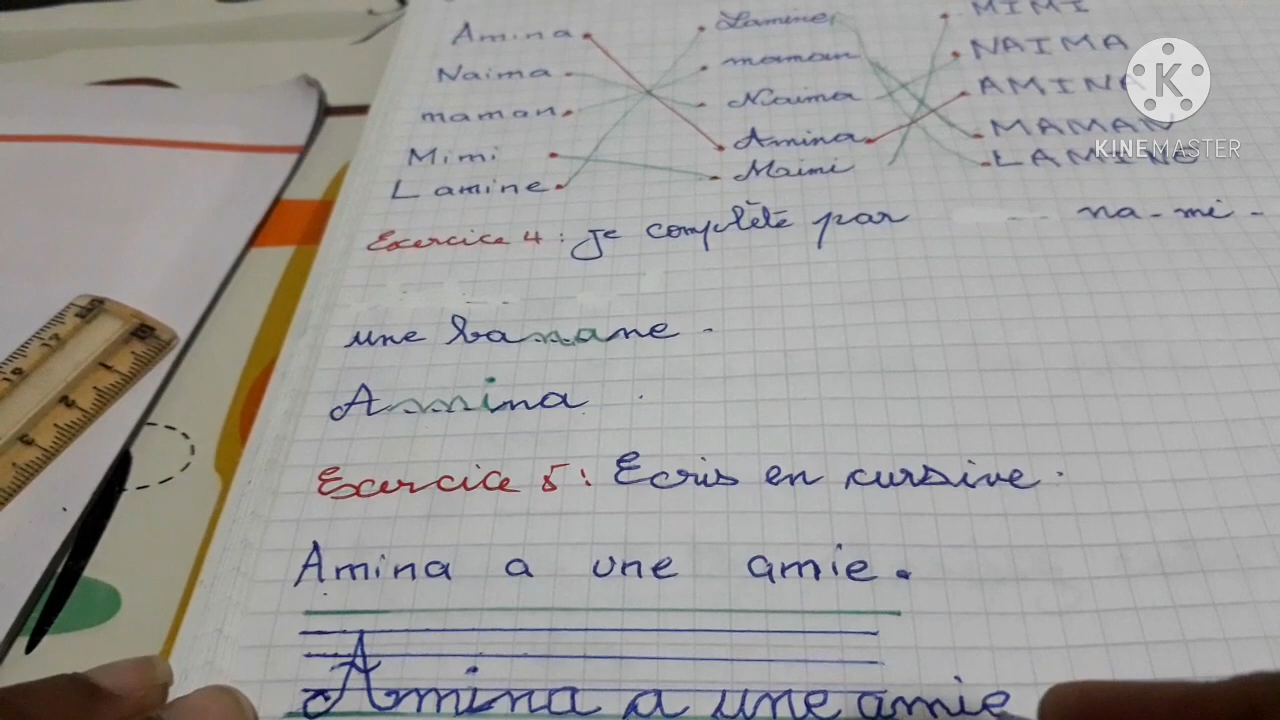 Amina Lamine MIMI
Naima maman NAIMA
maman Naima AMINA
Mimi Amina MAMAN
Lamine Mimi LAMINE
Exercice 4 : je complète par na - mi -
une banane.
Amina
Exercice 5 : Ecris en cursive.
Amina a une amie.
Amina a une amie
KINEMASTER